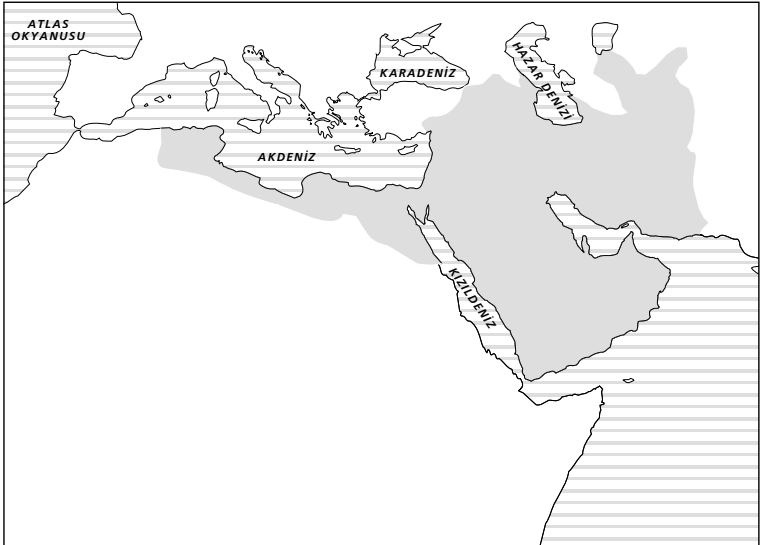 ATLAS
OKYANUSU
KARADENİZ
HAZAR DENİZİ
AKDENİZ
KIZILDENİZ